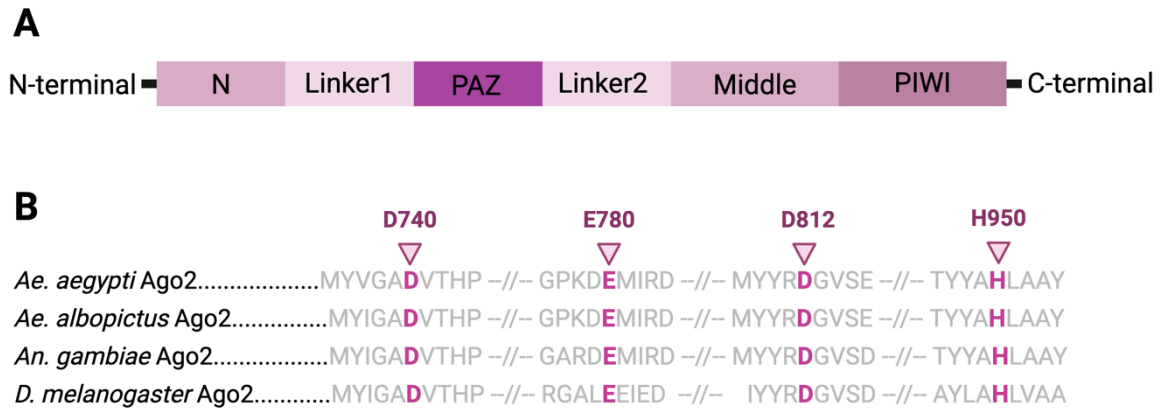 A
N-terminal N Linker1 PAZ Linker2 Middle PIWI C-terminal
B
D740 E780 D812 H950
Ae. aegypti Ago2..................MYVGADVTHP --//-- GPKDEMIRD --//-- MYYRDGVSE --//-- TYYAHLAAY
Ae. albopictus Ago2..............MYIGADVTHP --//-- GPKDEMIRD --//-- MYYRDGVSE --//-- TYYAHLAAY
An. gambiae Ago2.................MYIGADVTHP --//-- GARDEMIRD --//-- MYYRDGVSD --//-- TYYAHLAAY
D. melanogaster Ago2............MYIGADVTHP --//-- RGALEEIED --//-- IYYRDGVSD --//-- AYLAHLVAA